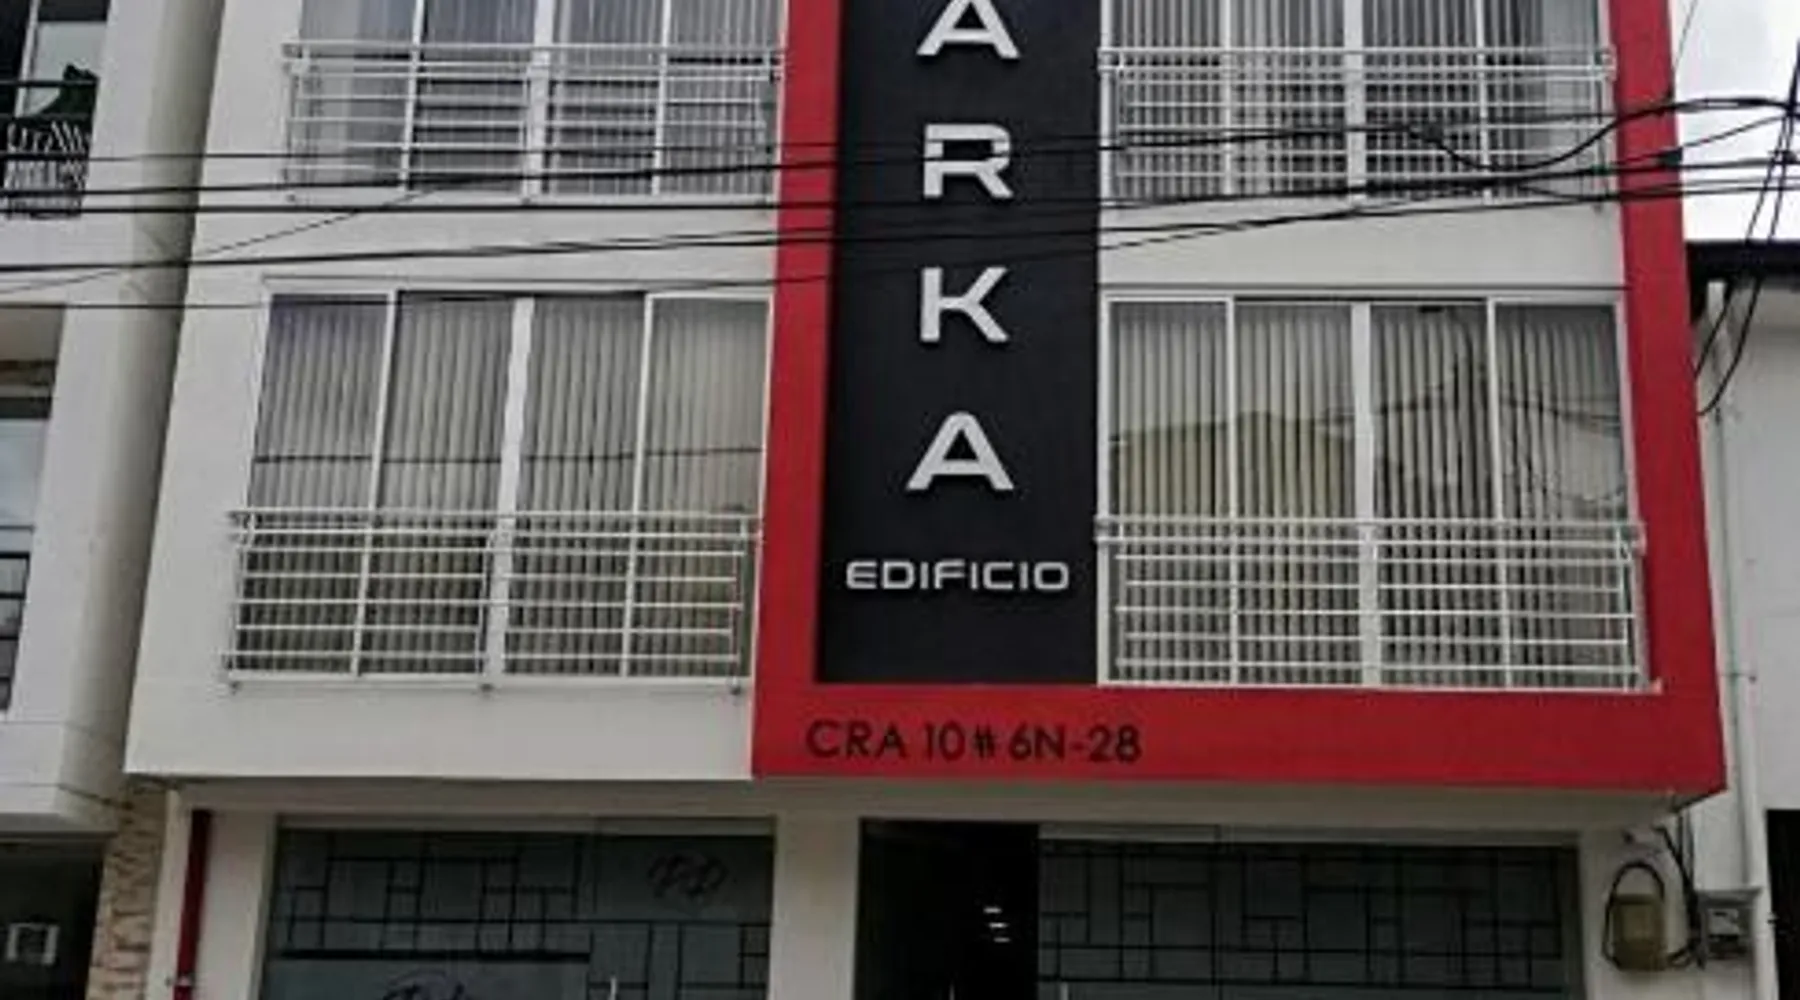 ARKA
EDIFICIO
CRA 10 # 6N-28